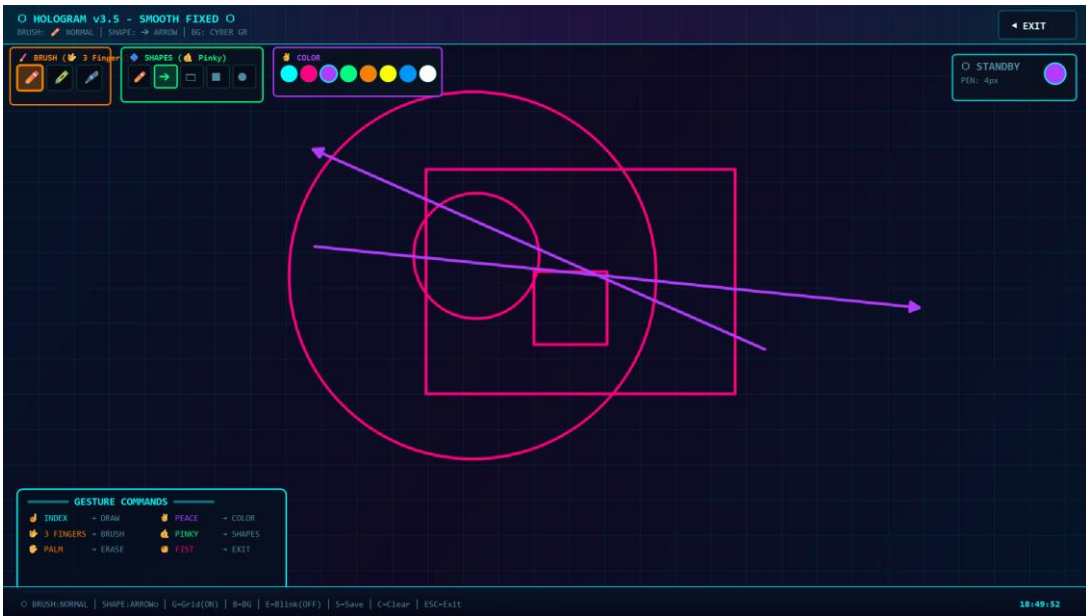 HOLOGRAM v3.5 - SMOOTH FIXED
BRUSH: NORMAL | SHAPE: → ARROW | BG: CYBER GR
◄ EXIT
BRUSH ( 3 Finger
SHAPES ( Pinky)
COLOR
STANDBY
PEN: 4px
GESTURE COMMANDS
INDEX → DRAW PEACE → COLOR
3 FINGERS → BRUSH PINKY → SHAPES
PALM → ERASE FIST → EXIT
BRUSH:NORMAL | SHAPE:ARROWo | G=Grid(ON) | B=BG | E=Blink(OFF) | S=Save | C=Clear | ESC=Exit
18:49:52